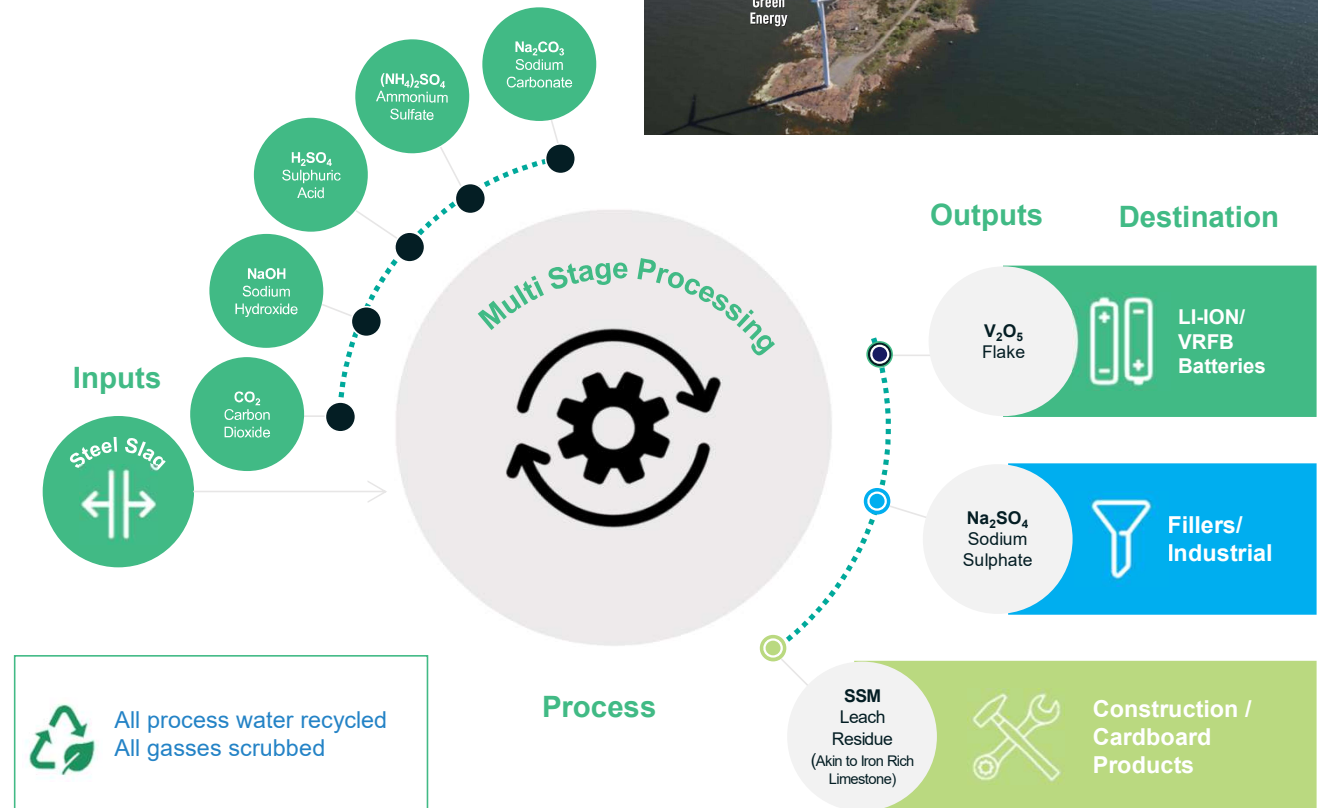 Green
Energy
Na₂CO₃
Sodium
Carbonate
(NH₄)₂SO₄
Ammonium
Sulfate
H₂SO₄
Sulphuric
Acid
NaOH
Sodium
Hydroxide
CO₂
Carbon
Dioxide
Inputs
Steel Slag
Multi Stage Processing
Process
Outputs
Destination
V₂O₅
Flake
LI-ION/
VRFB
Batteries
Na₂SO₄
Sodium
Sulphate
Fillers/
Industrial
SSM
Leach
Residue
(Akin to Iron Rich
Limestone)
Construction /
Cardboard
Products
All process water recycled
All gasses scrubbed